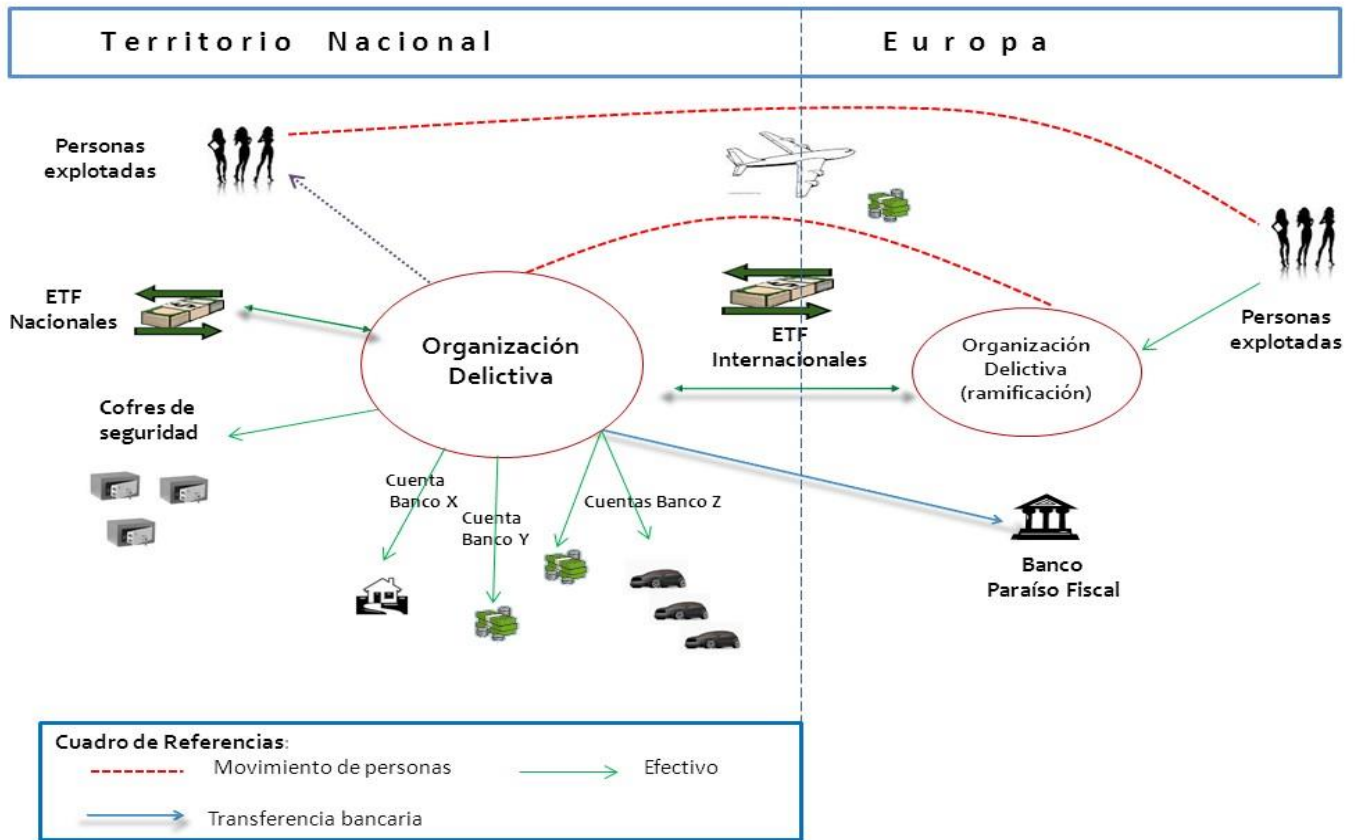 Territorio Nacional
Europa
Personas
explotadas
ETF
Nacionales
Organización
Delictiva
ETF
Internacionales
Organización
Delictiva
(ramificación)
Personas
explotadas
Cofres de
seguridad
Cuenta
Banco X
Cuenta
Banco Y
Cuentas Banco Z
Banco
Paraíso Fiscal
Cuadro de Referencias:
Movimiento de personas
Efectivo
Transferencia bancaria